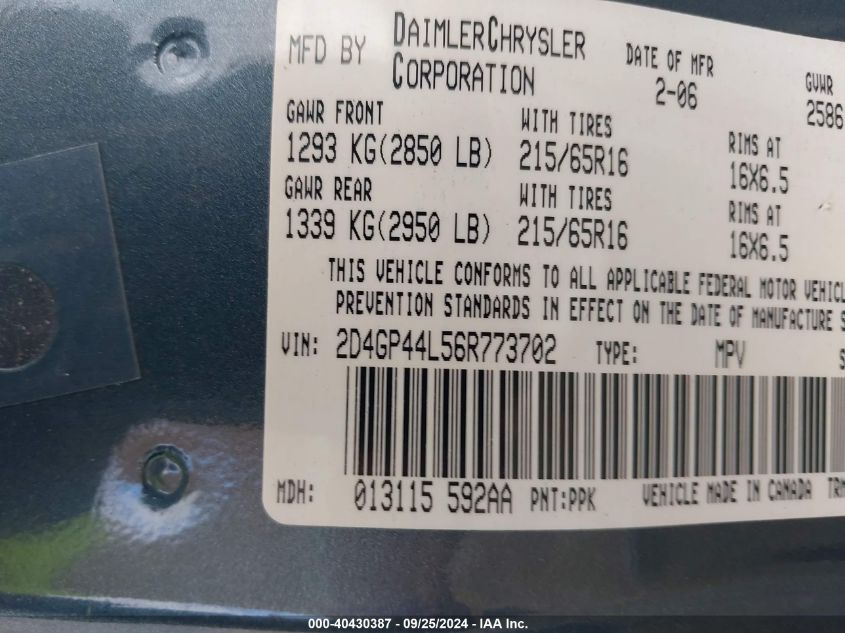 MFD BY DAIMLERCHRYSLER CORPORATION
DATE OF MFR
2-06
GVWR
2586
GAWR FRONT
WITH TIRES
RIMS AT
1293 KG(2850 LB)
215/65R16
16X6.5
GAWR REAR
WITH TIRES
RIMS AT
1339 KG(2950 LB)
215/65R16
16X6.5
THIS VEHICLE CONFORMS TO ALL APPLICABLE FEDERAL MOTOR VEHICL
PREVENTION STANDARDS IN EFFECT ON THE DATE OF MANUFACTURE S
VIN: 2D4GP44L56R773702 TYPE: MPV S
MDH: 013115 592AA PNT:PPK VEHICLE MADE IN CANADA TRM
000-40430387 - 09/25/2024 - IAA Inc.